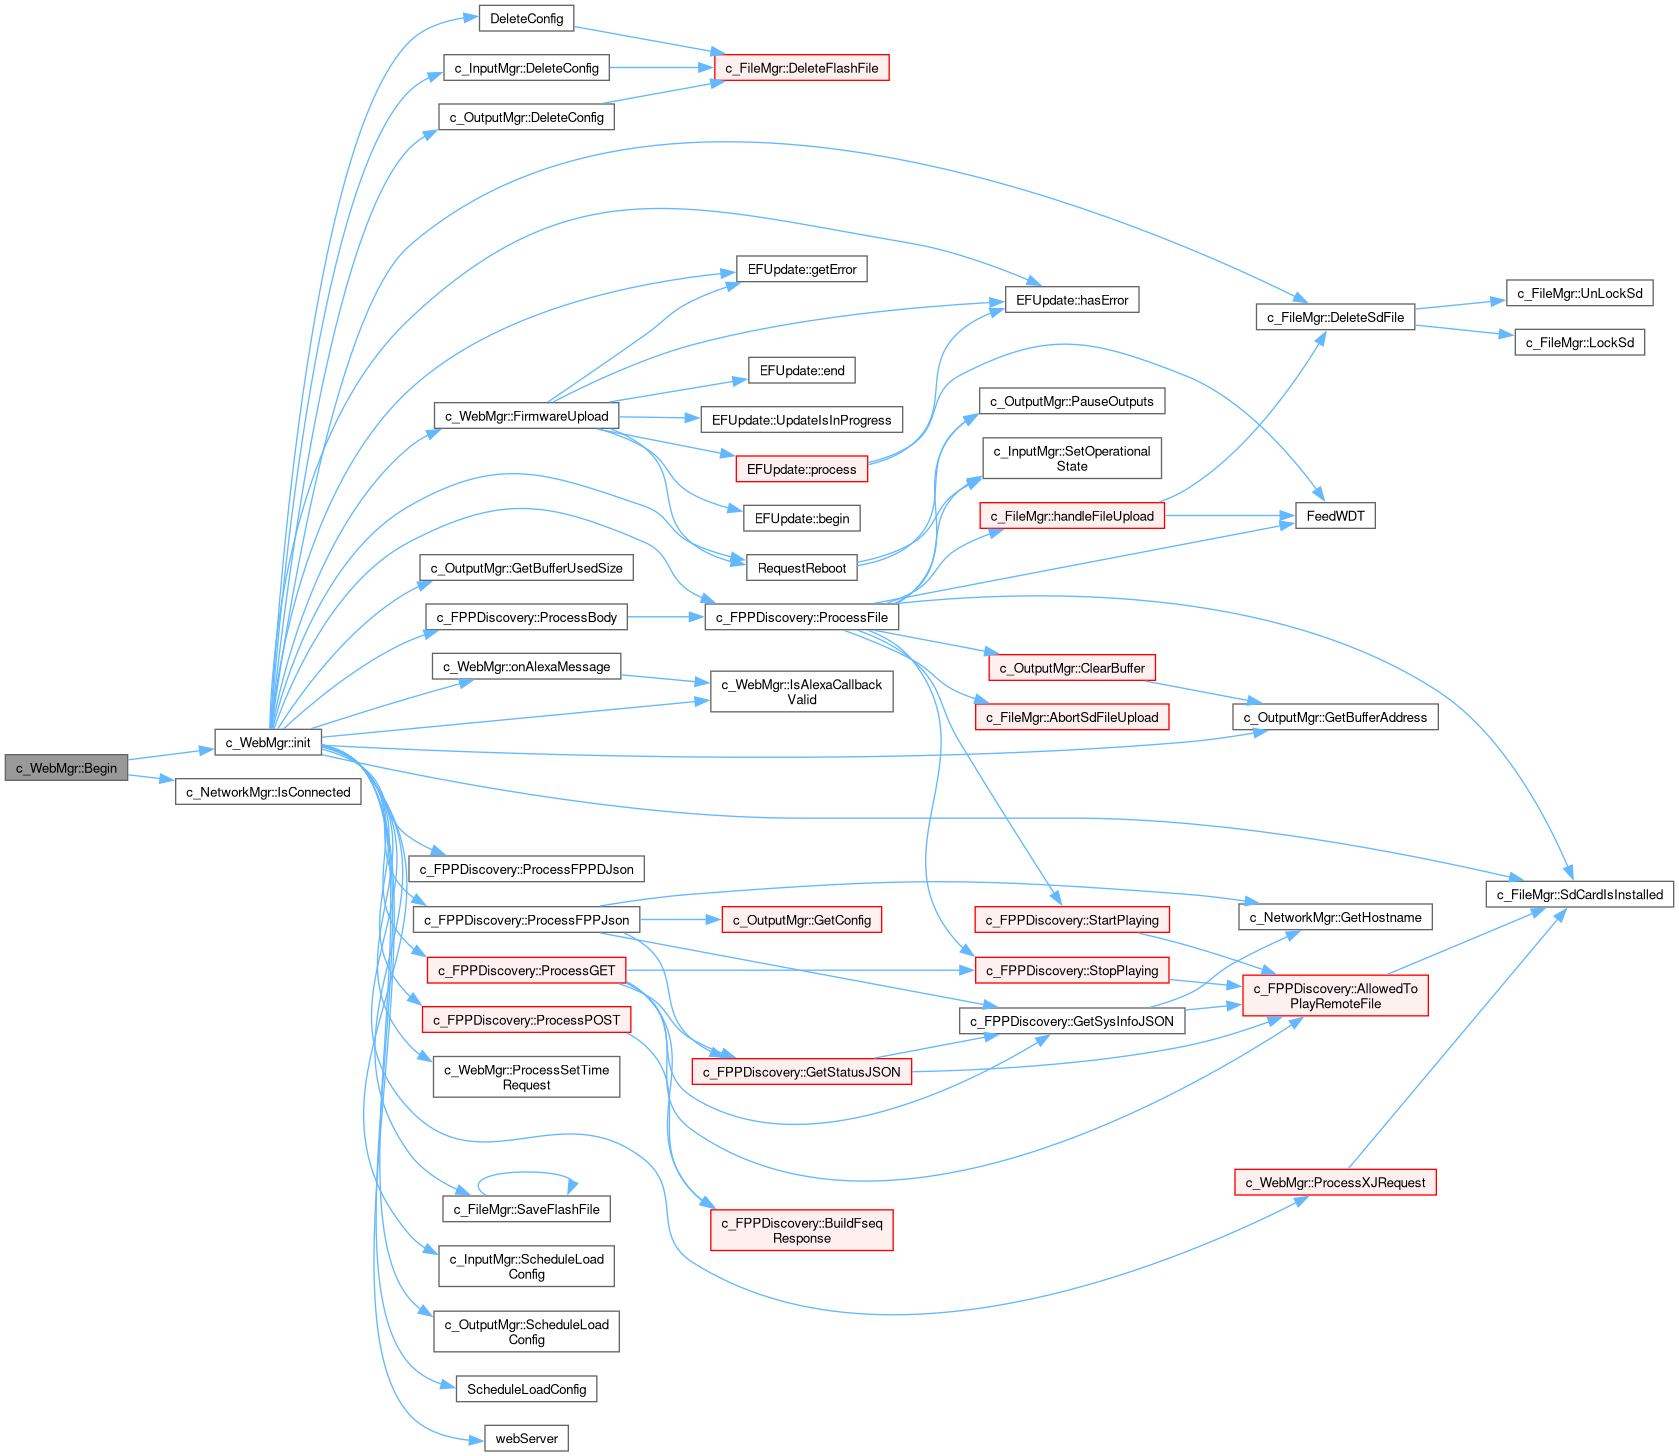 DeleteConfig
c_InputMgr::DeleteConfig
c_FileMgr::DeleteFlashFile
c_OutputMgr::DeleteConfig
EFUpdate::getError
EFUpdate::hasError
c_FileMgr::UnLockSd
c_FileMgr::DeleteSdFile
c_FileMgr::LockSd
EFUpdate::end
c_OutputMgr::PauseOutputs
c_WebMgr::FirmwareUpload
EFUpdate::UpdateIsInProgress
c_InputMgr::SetOperational
State
EFUpdate::process
EFUpdate::begin
c_FileMgr::handleFileUpload
FeedWDT
c_OutputMgr::GetBufferUsedSize
RequestReboot
c_FPPDiscovery::ProcessBody
c_FPPDiscovery::ProcessFile
c_WebMgr::onAlexaMessage
c_OutputMgr::ClearBuffer
c_WebMgr::IsAlexaCallback
Valid
c_FileMgr::AbortSdFileUpload
c_OutputMgr::GetBufferAddress
c_WebMgr::init
c_WebMgr::Begin
c_NetworkMgr::IsConnected
c_FPPDiscovery::ProcessFPPDJson
c_FileMgr::SdCardIsInstalled
c_FPPDiscovery::ProcessFPPJson
c_OutputMgr::GetConfig
c_FPPDiscovery::StartPlaying
c_NetworkMgr::GetHostname
c_FPPDiscovery::ProcessGET
c_FPPDiscovery::StopPlaying
c_FPPDiscovery::AllowedTo
PlayRemoteFile
c_FPPDiscovery::ProcessPOST
c_FPPDiscovery::GetSysInfoJSON
c_FPPDiscovery::GetStatusJSON
c_WebMgr::ProcessSetTime
Request
c_WebMgr::ProcessXJRequest
c_FileMgr::SaveFlashFile
c_FPPDiscovery::BuildFseq
Response
c_InputMgr::ScheduleLoad
Config
c_OutputMgr::ScheduleLoad
Config
ScheduleLoadConfig
webServer